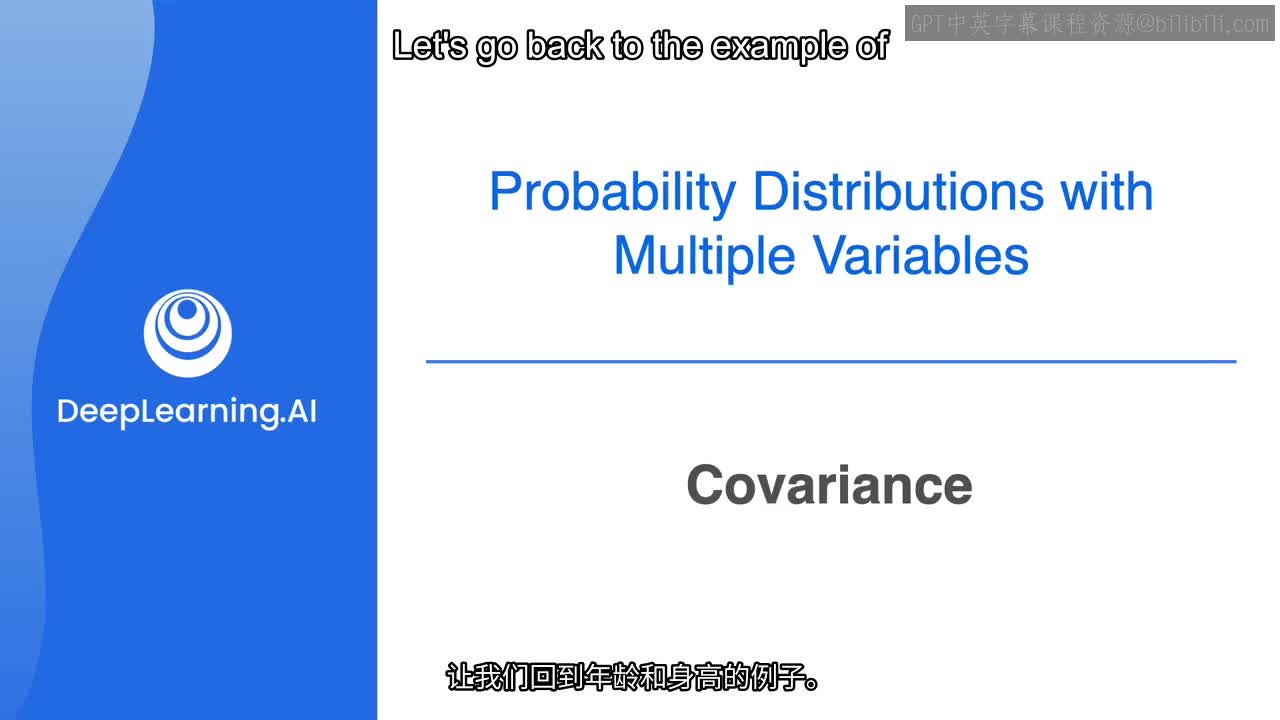 GPT中英字幕课程资源@bilibili.com
Let's go back to the example of
Probability Distributions with
Multiple Variables
DeepLearning.AI
Covariance
让我们回到年龄和身高的例子。